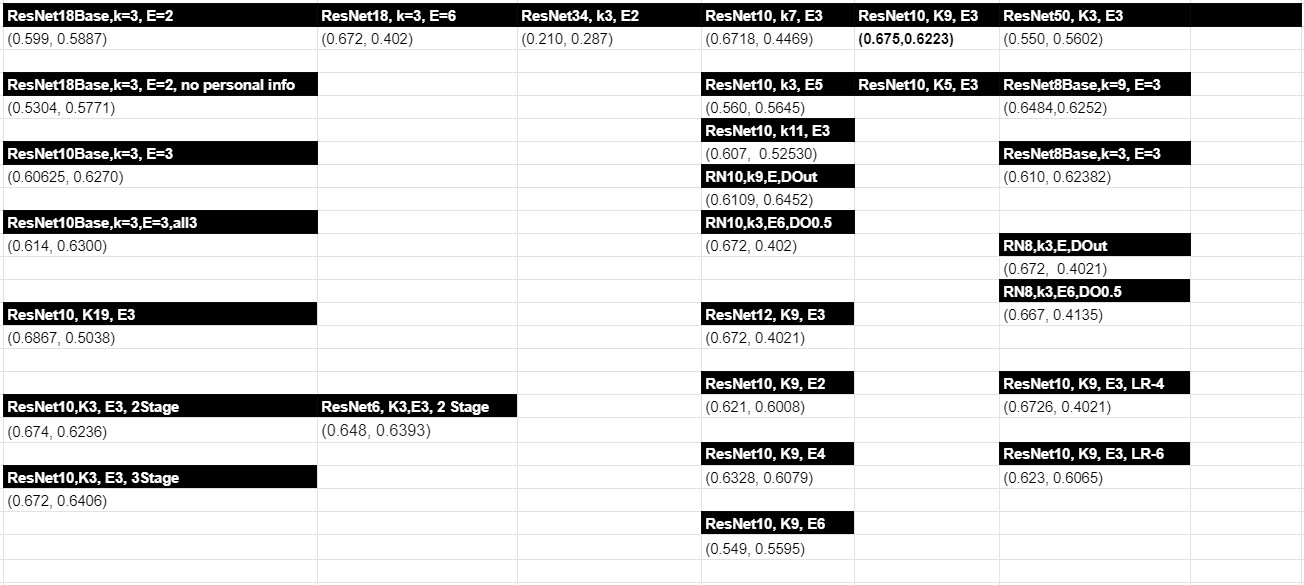 ResNet18Base,k=3, E=2 ResNet18, k=3, E=6 ResNet34, k3, E2 ResNet10, k7, E3 ResNet10, K9, E3 ResNet50, K3, E3
(0.599, 0.5887) (0.672, 0.402) (0.210, 0.287) (0.6718, 0.4469) (0.675,0.6223) (0.550, 0.5602)
ResNet18Base,k=3, E=2, no personal info ResNet10, k3, E5 ResNet10, K5, E3 ResNet8Base,k=9, E=3
(0.5304, 0.5771) (0.560, 0.5645) (0.6484,0.6252)
ResNet10, k11, E3
ResNet10Base,k=3, E=3 (0.607, 0.52530) ResNet8Base,k=3, E=3
(0.60625, 0.6270) RN10,k9,E,DOut (0.610, 0.62382)
(0.6109, 0.6452)
ResNet10Base,k=3,E=3,all3 RN10,k3,E6,DO0.5
(0.614, 0.6300) (0.672, 0.402) RN8,k3,E,DOut
(0.672, 0.4021)
RN8,k3,E6,DO0.5
ResNet10, K19, E3 ResNet12, K9, E3 (0.667, 0.4135)
(0.6867, 0.5038) (0.672, 0.4021)
ResNet10, K9, E2 ResNet10, K9, E3, LR-4
ResNet10,K3, E3, 2Stage ResNet6, K3,E3, 2 Stage (0.621, 0.6008) (0.6726, 0.4021)
(0.674, 0.6236) (0.648, 0.6393)
ResNet10, K9, E4 ResNet10, K9, E3, LR-6
ResNet10,K3, E3, 3Stage (0.6328, 0.6079) (0.623, 0.6065)
(0.672, 0.6406)
ResNet10, K9, E6
(0.549, 0.5595)